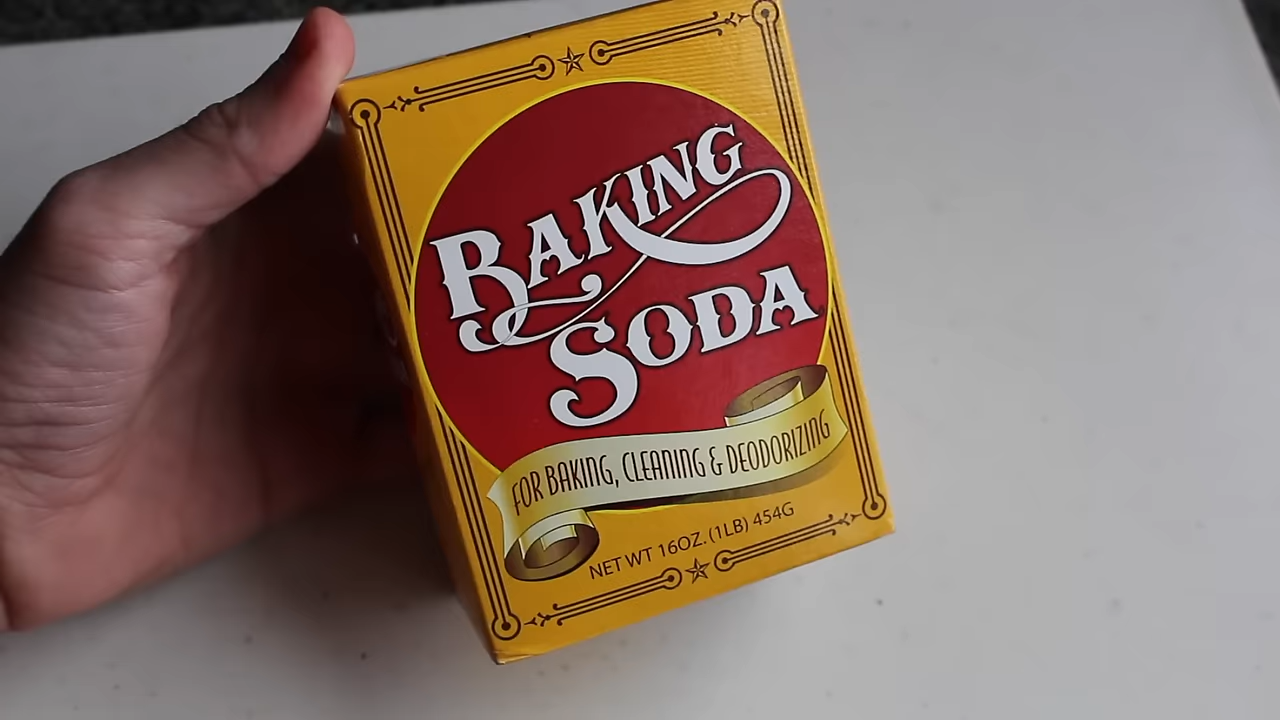 BAKING
SODA
FOR BAKING, CLEANING & DEODORIZING
NET WT 16OZ. (1LB) 454G